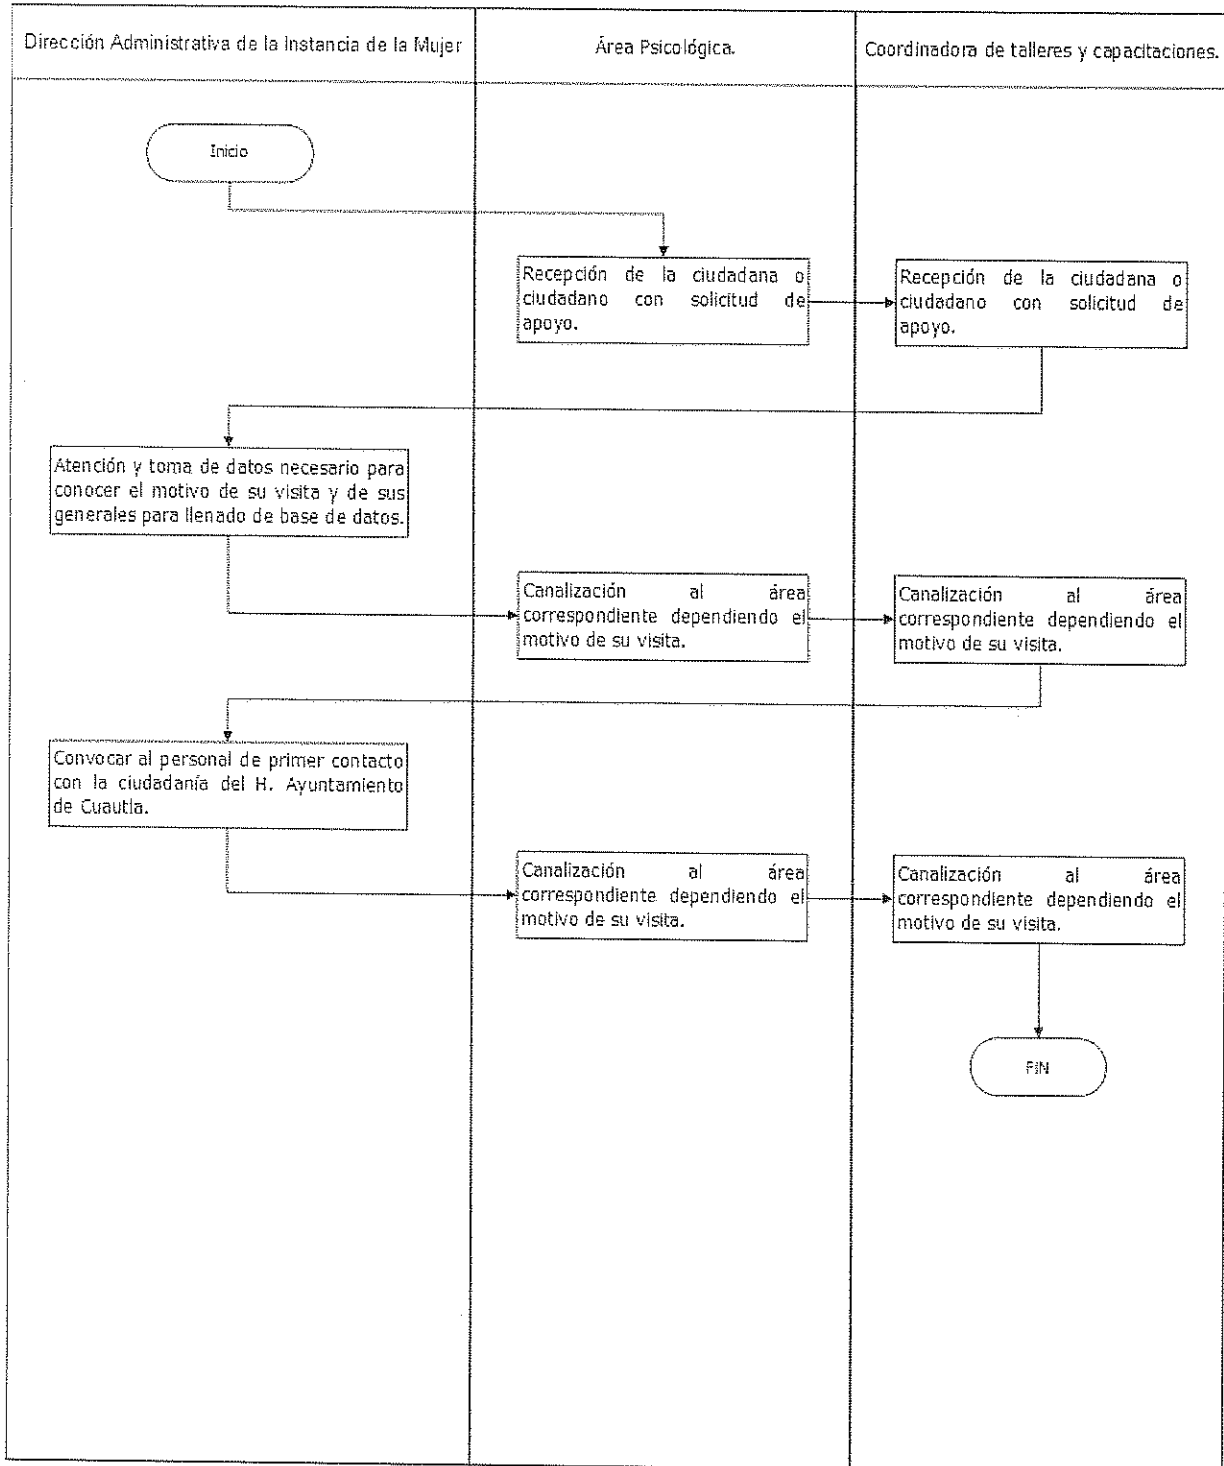 Dirección Administrativa de la Instancia de la Mujer
Área Psicológica.
Coordinadora de talleres y capacitaciones.
Inicio
Recepción de la ciudadana o
ciudadano con solicitud de
apoyo.
Recepción de la ciudadana o
ciudadano con solicitud de
apoyo.
Atención y toma de datos necesario para
conocer el motivo de su visita y de sus
generales para llenado de base de datos.
Canalización al área
correspondiente dependiendo el
motivo de su visita.
Canalización al área
correspondiente dependiendo el
motivo de su visita.
Convocar al personal de primer contacto
con la ciudadanía del H. Ayuntamiento
de Cuautla.
Canalización al área
correspondiente dependiendo el
motivo de su visita.
Canalización al área
correspondiente dependiendo el
motivo de su visita.
FIN